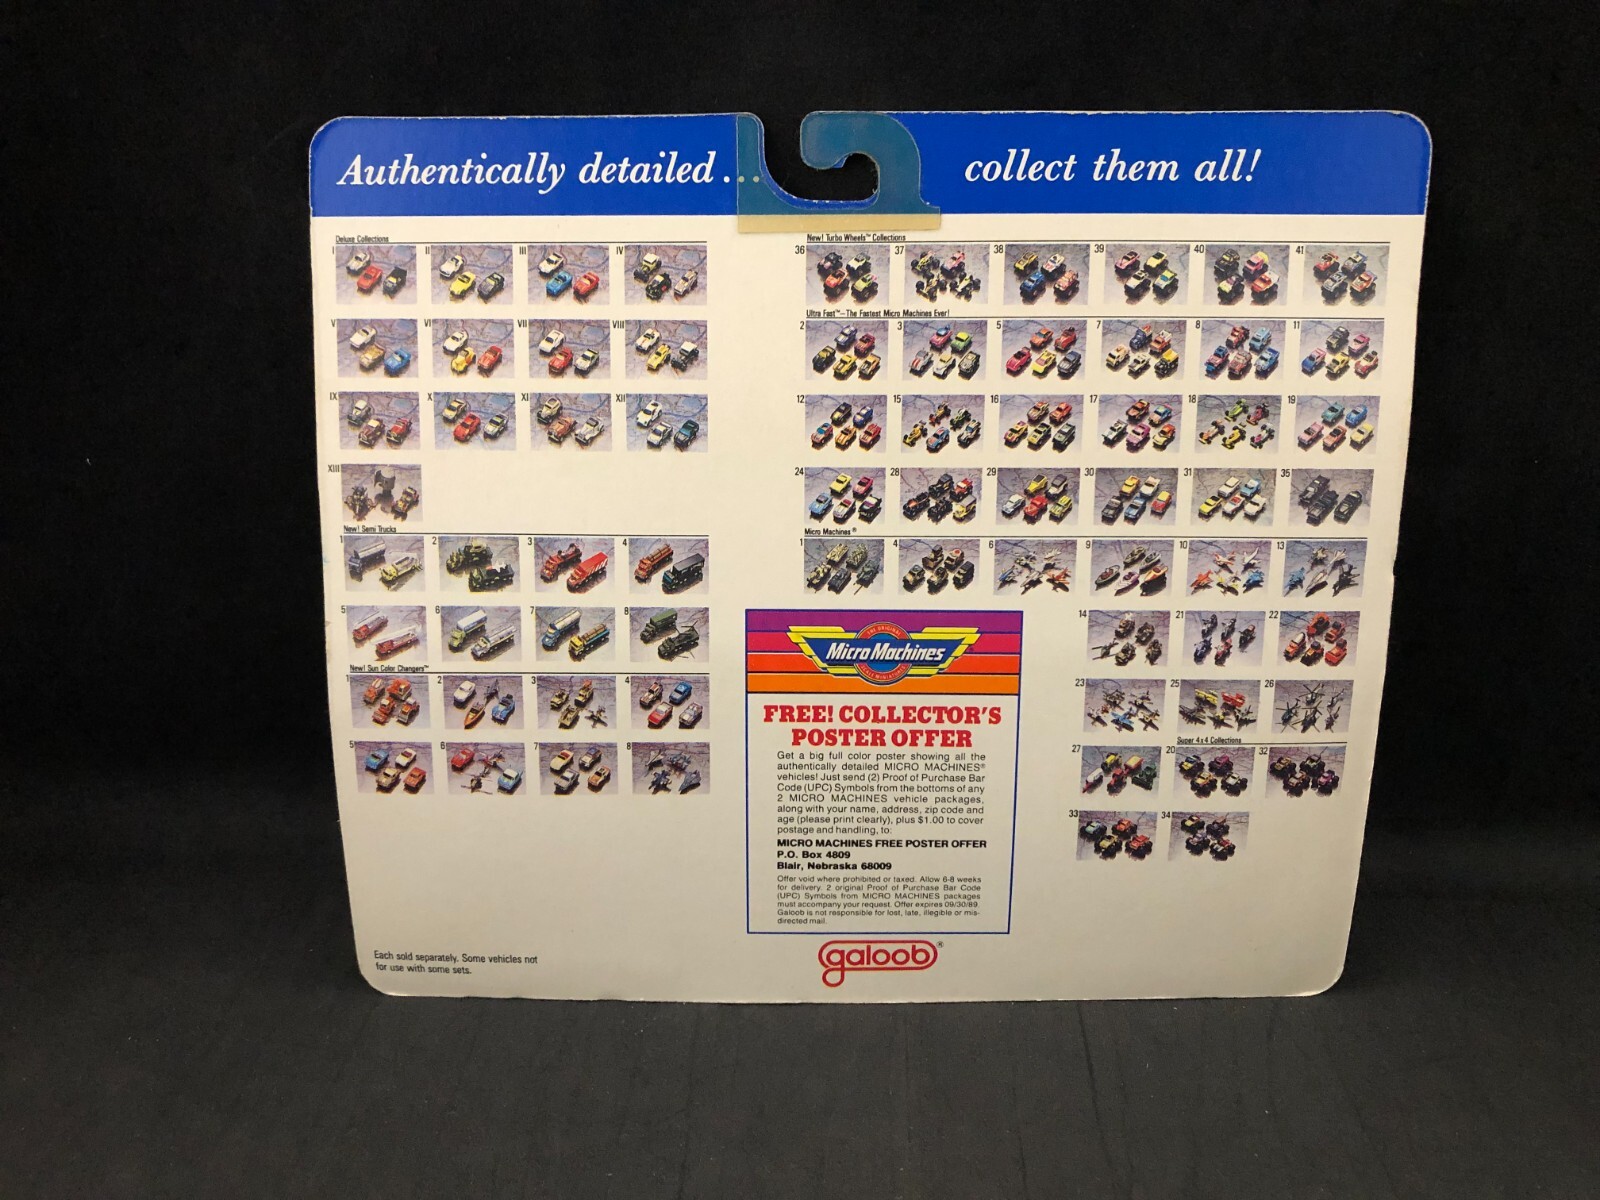 Authentically detailed... collect them all!
Deluxe Collections
I II III IV
V VI VII VIII
IX X XI XII
XIII
New! Semi Trucks
1 2 3 4
5 6 7 8
New! Sun Color Changers™
1 2 3 4
5 6 7 8
Each sold separately. Some vehicles not
for use with some sets.
New! Turbo Wheels™ Collections
36 37 38 39 40 41
Ultra Fast™—The Fastest Micro Machines Ever!
2 3 5 7 8 11
12 15 16 17 18 19
24 28 29 30 31 35
Micro Machines®
1 4 6 9 10 13
14 21 22
23 25 26
Super 4x4 Collections
27 20 32
33 34
THE ORIGINAL
Micro Machines
SCALE MINIATURES
FREE! COLLECTOR'S
POSTER OFFER
Get a big full color poster showing all the
authentically detailed MICRO MACHINES®
vehicles! Just send (2) Proof of Purchase Bar
Code (UPC) Symbols from the bottoms of any
2 MICRO MACHINES vehicle packages,
along with your name, address, zip code and
age (please print clearly), plus $1.00 to cover
postage and handling, to:
MICRO MACHINES FREE POSTER OFFER
P.O. Box 4809
Blair, Nebraska 68009
Offer void where prohibited or taxed. Allow 6-8 weeks
for delivery. 2 original Proof of Purchase Bar Code
(UPC) Symbols from MICRO MACHINES packages
must accompany your request. Offer expires 09/30/89.
Galoob is not responsible for lost, late, illegible or mis-
directed mail.
galoob®